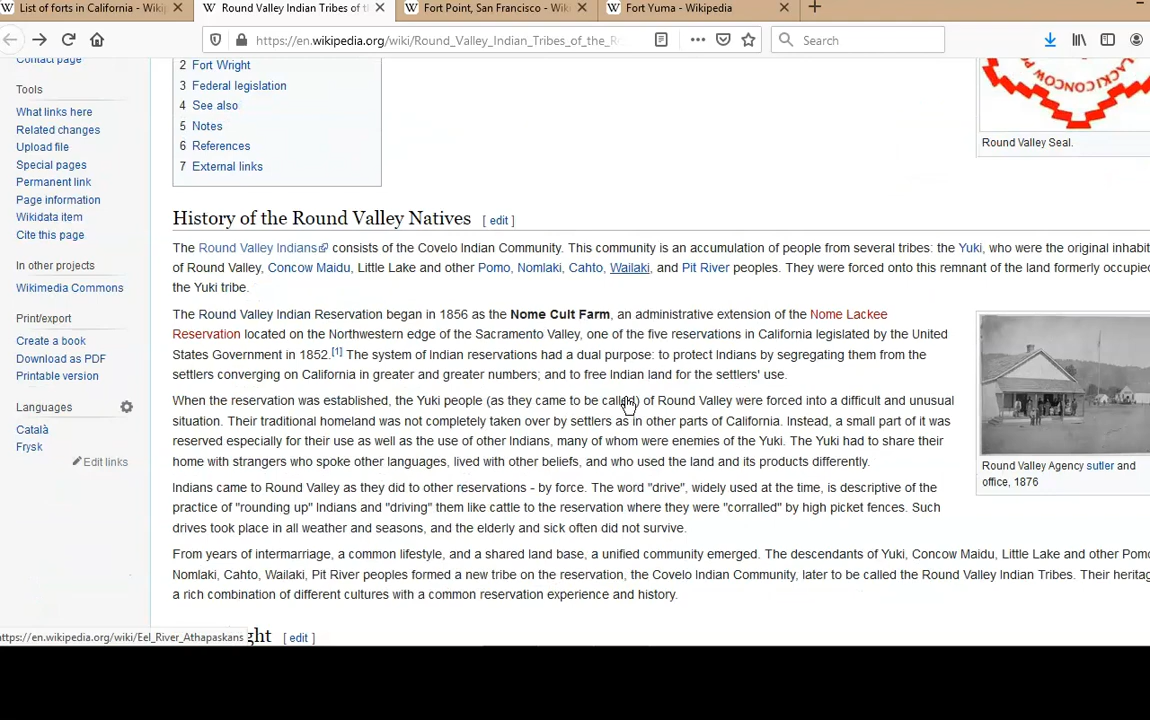 List of forts in California - Wiki
Round Valley Indian Tribes of t
Fort Point, San Francisco - Wiki
Fort Yuma - Wikipedia
https://en.wikipedia.org/wiki/Round_Valley_Indian_Tribes_of_the_R
Search
Contact page
Tools
What links here
Related changes
Upload file
Special pages
Permanent link
Page information
Wikidata item
Cite this page
In other projects
Wikimedia Commons
Print/export
Create a book
Download as PDF
Printable version
Languages
Català
Frysk
Edit links
2 Fort Wright
3 Federal legislation
4 See also
5 Notes
6 References
7 External links
Round Valley Seal.
History of the Round Valley Natives [ edit ]
The Round Valley Indians consists of the Covelo Indian Community. This community is an accumulation of people from several tribes: the Yuki, who were the original inhabit
of Round Valley, Concow Maidu, Little Lake and other Pomo, Nomlaki, Cahto, Wailaki, and Pit River peoples. They were forced onto this remnant of the land formerly occupie
the Yuki tribe.
The Round Valley Indian Reservation began in 1856 as the Nome Cult Farm, an administrative extension of the Nome Lackee
Reservation located on the Northwestern edge of the Sacramento Valley, one of the five reservations in California legislated by the United
States Government in 1852.[1] The system of Indian reservations had a dual purpose: to protect Indians by segregating them from the
settlers converging on California in greater and greater numbers; and to free Indian land for the settlers' use.
When the reservation was established, the Yuki people (as they came to be called) of Round Valley were forced into a difficult and unusual
situation. Their traditional homeland was not completely taken over by settlers as in other parts of California. Instead, a small part of it was
reserved especially for their use as well as the use of other Indians, many of whom were enemies of the Yuki. The Yuki had to share their
home with strangers who spoke other languages, lived with other beliefs, and who used the land and its products differently.
Indians came to Round Valley as they did to other reservations - by force. The word "drive", widely used at the time, is descriptive of the
practice of "rounding up" Indians and "driving" them like cattle to the reservation where they were "corralled" by high picket fences. Such
drives took place in all weather and seasons, and the elderly and sick often did not survive.
From years of intermarriage, a common lifestyle, and a shared land base, a unified community emerged. The descendants of Yuki, Concow Maidu, Little Lake and other Pomo
Nomlaki, Cahto, Wailaki, Pit River peoples formed a new tribe on the reservation, the Covelo Indian Community, later to be called the Round Valley Indian Tribes. Their heritag
a rich combination of different cultures with a common reservation experience and history.
Round Valley Agency sutler and
office, 1876
ght [ edit ]
ttps://en.wikipedia.org/wiki/Eel_River_Athapaskans